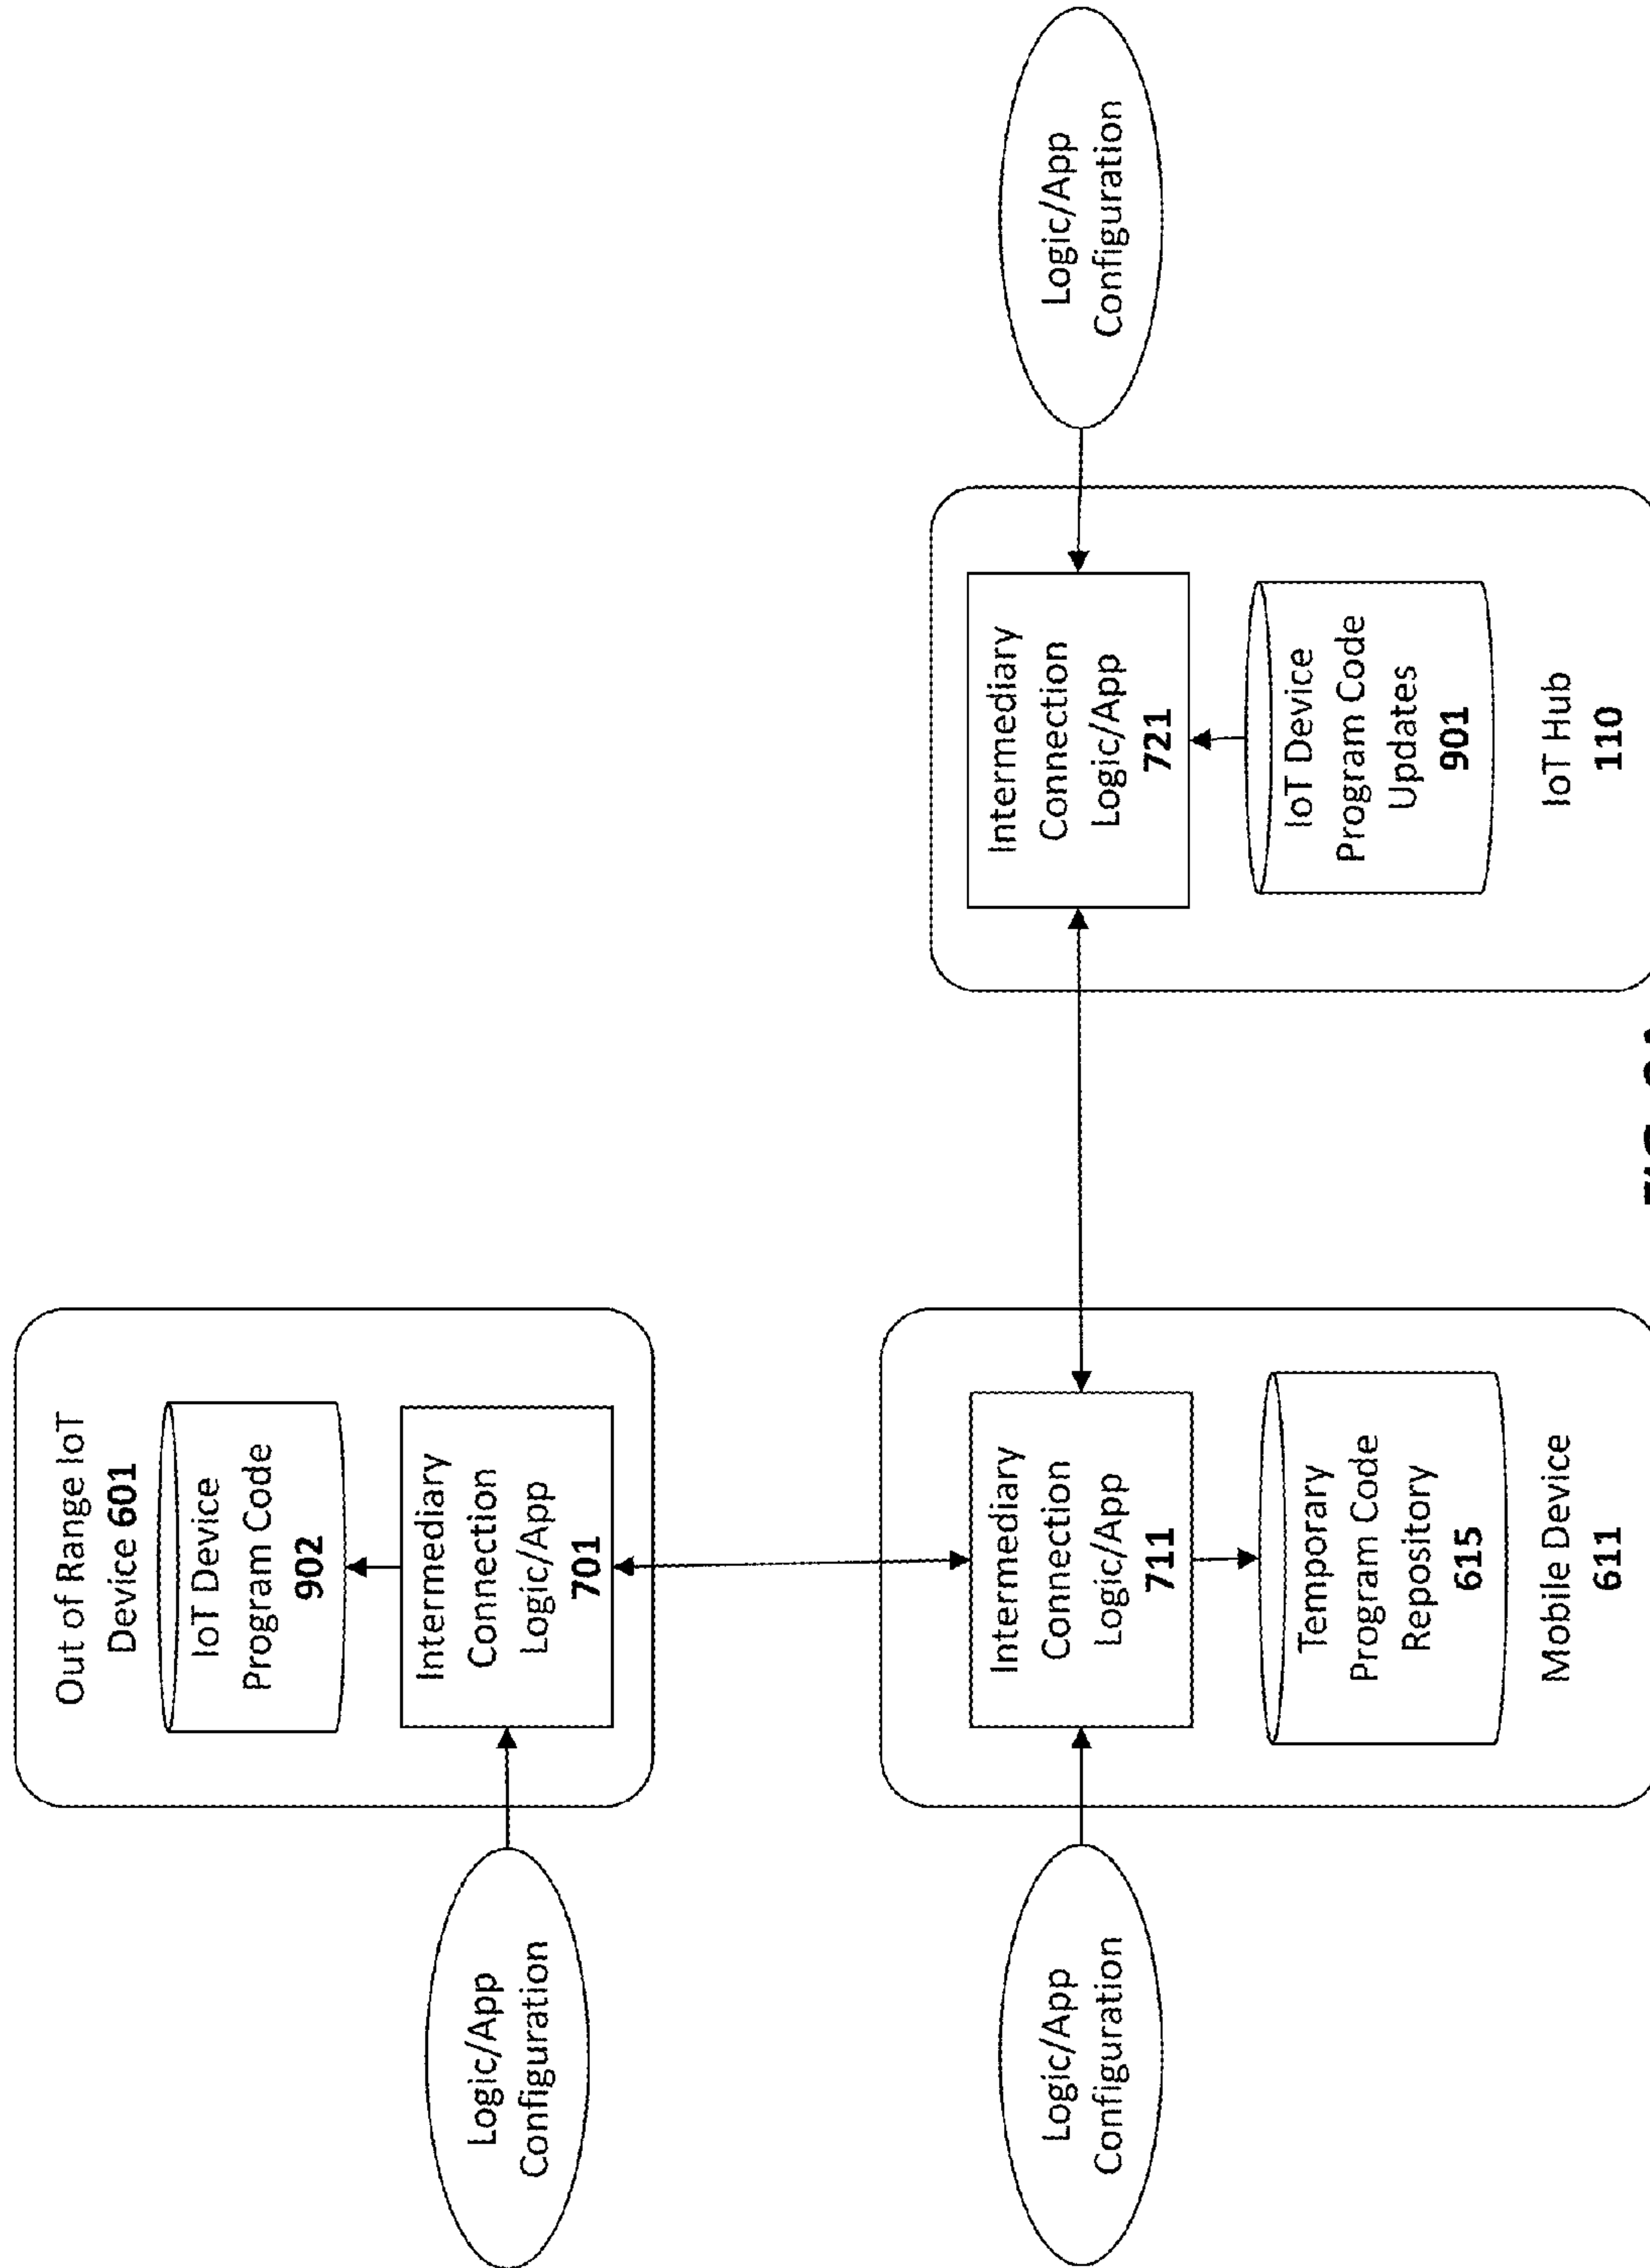 Out of Range IoT
Device 601
IoT Device
Program Code
902
Intermediary
Connection
Logic/App
701
Logic/App
Configuration
Logic/App
Configuration
Intermediary
Connection
Logic/App
711
Temporary
Program Code
Repository
615
Mobile Device
611
Intermediary
Connection
Logic/App
721
IoT Device
Program Code
Updates
901
IoT Hub
110
Logic/App
Configuration